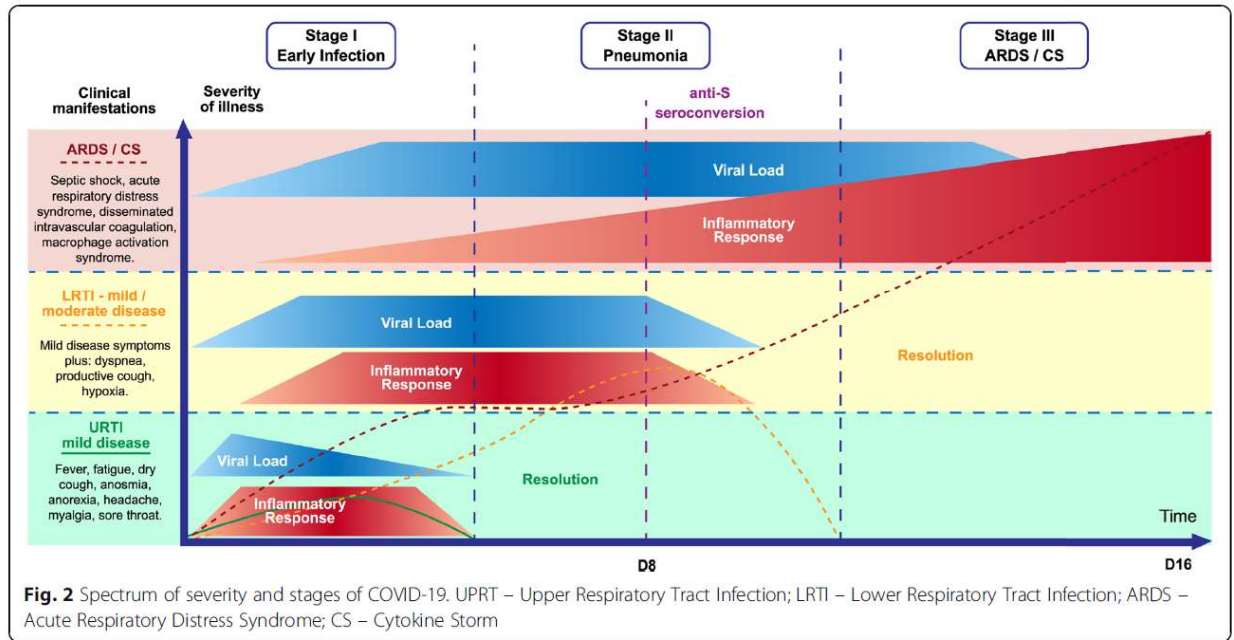 Stage I
Early Infection
Stage II
Pneumonia
Stage III
ARDS / CS
Clinical
manifestations
Severity
of illness
anti-S
seroconversion
ARDS / CS
Septic shock, acute
respiratory distress
syndrome, disseminated
intravascular coagulation,
macrophage activation
syndrome.
Viral Load
Inflammatory
Response
LRTI - mild /
moderate disease
Mild disease symptoms
plus: dyspnea,
productive cough,
hypoxia.
Viral Load
Inflammatory
Response
Resolution
URTI
mild disease
Fever, fatigue, dry
cough, anosmia,
anorexia, headache,
myalgia, sore throat.
Viral Load
Inflammatory
Response
Resolution
Time
D8
D16
Fig. 2 Spectrum of severity and stages of COVID-19. UPRT – Upper Respiratory Tract Infection; LRTI – Lower Respiratory Tract Infection; ARDS –
Acute Respiratory Distress Syndrome; CS – Cytokine Storm